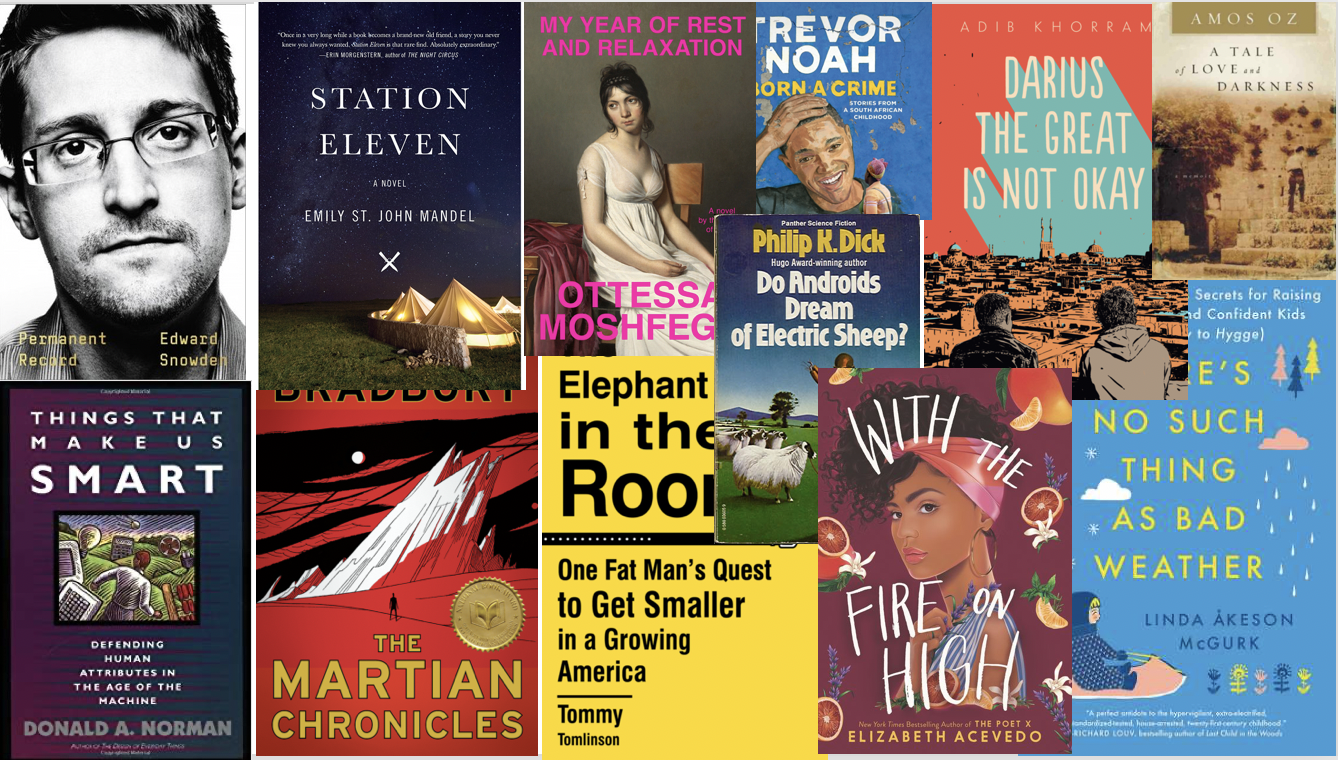 Permanent
Record
Edward
Snowden
"Once in a very long while a book becomes a brand-new old friend, a story you never
knew you always wanted. Station Eleven is that rare find. Absolutely extraordinary."
—ERIN MORGENSTERN, author of THE NIGHT CIRCUS
STATION
ELEVEN
A NOVEL
EMILY ST. JOHN MANDEL
MY YEAR OF REST
AND RELAXATION
A novel
by th
of
OTTESSA
MOSHFEG
TREVOR
NOAH
BORN A CRIME
STORIES FROM
A SOUTH AFRICAN
CHILDHOOD
ADIB KHORRAM
DARIUS
THE GREAT
IS NOT OKAY
AMOS OZ
A TALE
of LOVE and
DARKNESS
a memoir
Panther Science Fiction
Philip K. Dick
Hugo Award-winning author
Do Androids
Dream
of Electric Sheep?
Copyrighted Material
THINGS THAT
MAKE US
SMART
DEFENDING
HUMAN
ATTRIBUTES IN
THE AGE OF THE
MACHINE
DONALD A. NORMAN
AUTHOR OF THE DESIGN OF EVERYDAY THINGS
Copyrighted Material
BRADBURY
THE
MARTIAN
CHRONICLES
Elephant
in the
Roo
One Fat Man's Quest
to Get Smaller
in a Growing
America
Tommy
Tomlinson
WITH THE
FIRE ON
HIGH
New York Times Bestselling Author of THE POET X
ELIZABETH ACEVEDO
Secrets for Raising
nd Confident Kids
to Hygge)
E'S
NO SUCH
THING
AS BAD
WEATHER
LINDA ÅKESON
McGURK
"A perfect antidote to the hypervigilant, extra-electrified,
standardized-tested, house-arrested, twenty-first-century childhood."
RICHARD LOUV, bestselling author of Last Child in the Woods